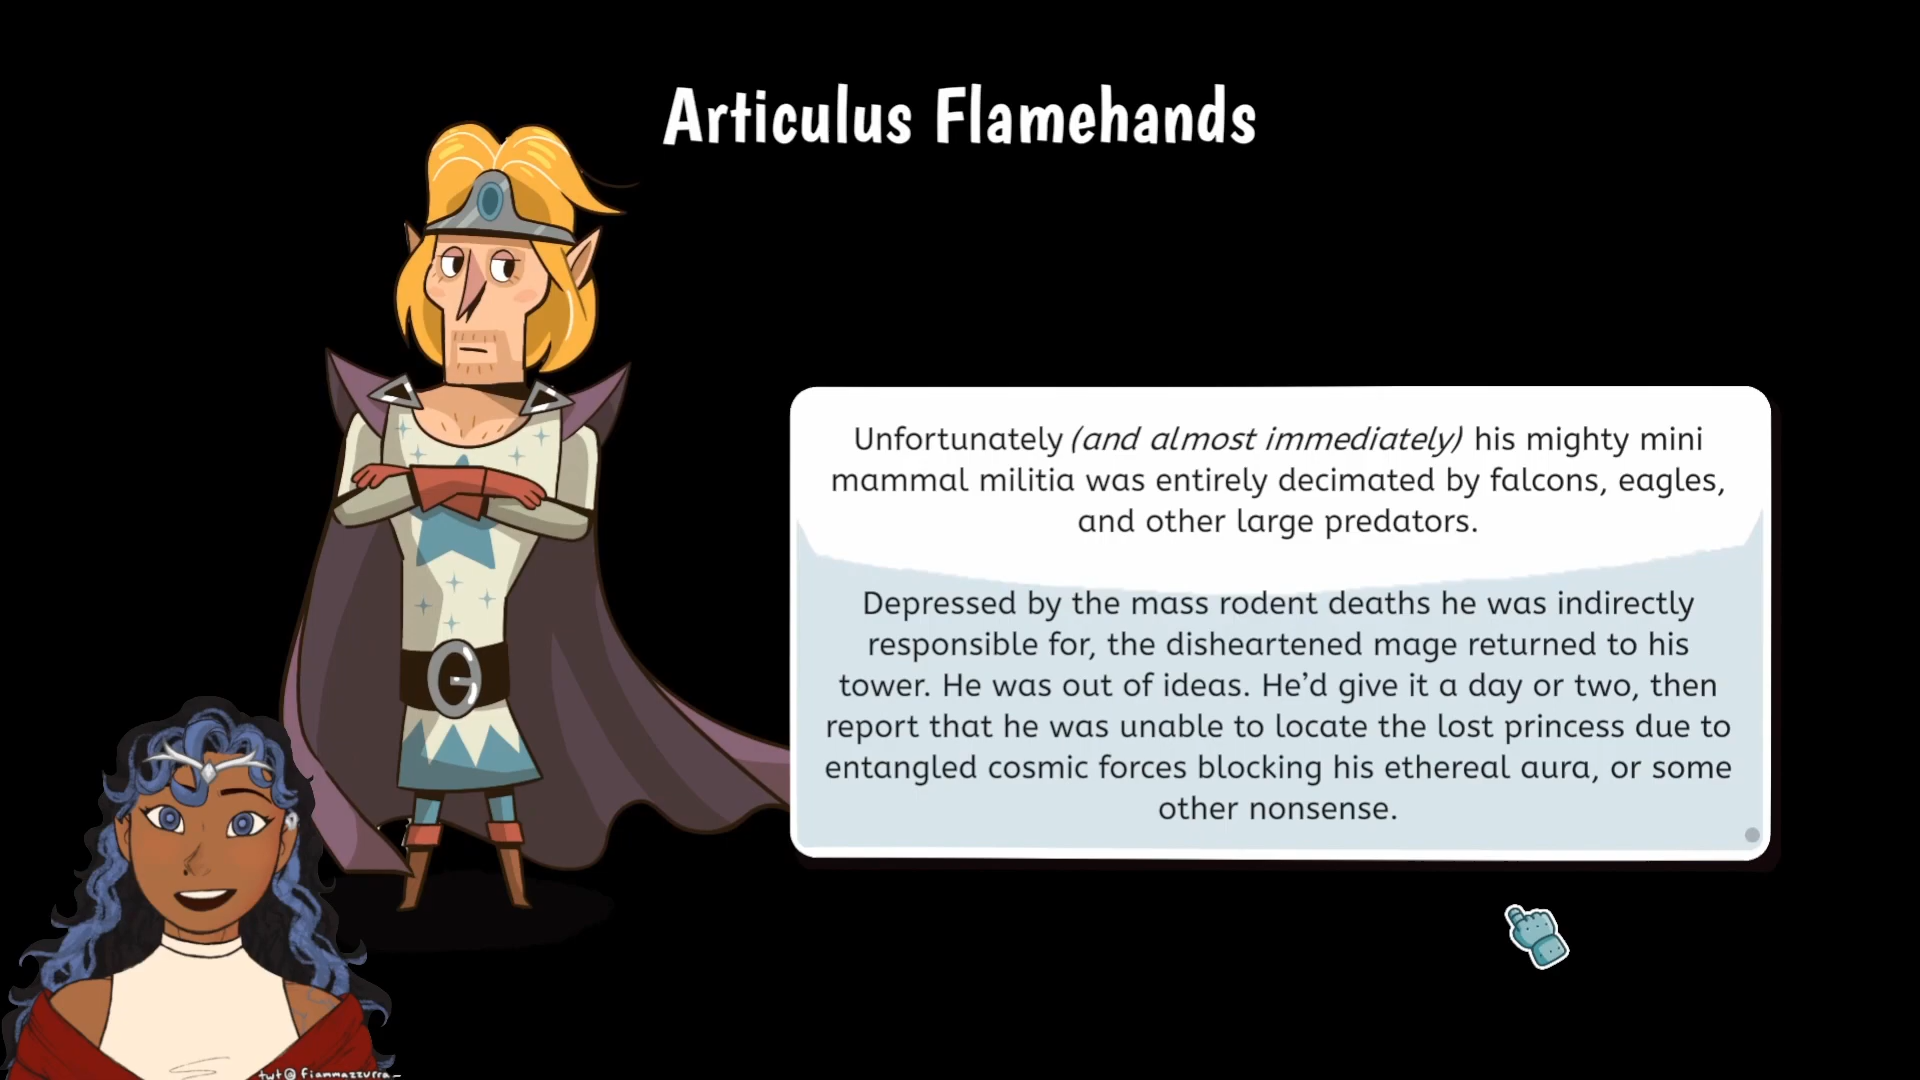 Articulus Flamehands
Unfortunately (and almost immediately) his mighty mini
mammal militia was entirely decimated by falcons, eagles,
and other large predators.
Depressed by the mass rodent deaths he was indirectly
responsible for, the disheartened mage returned to his
tower. He was out of ideas. He’d give it a day or two, then
report that he was unable to locate the lost princess due to
entangled cosmic forces blocking his ethereal aura, or some
other nonsense.
twt@fiammazzurra_